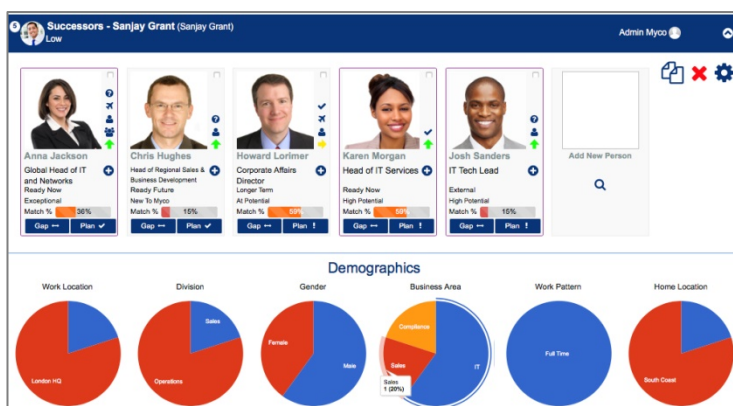 5
Successors - Sanjay Grant (Sanjay Grant)
Low
Admin Myco
Anna Jackson
Global Head of IT
and Networks
Ready Now
Exceptional
Match % 36%
Gap Plan
Chris Hughes
Head of Regional Sales &
Business Development
Ready Future
New To Myco
Match % 15%
Gap Plan
Howard Lorimer
Corporate Affairs
Director
Longer Term
At Potential
Match % 59%
Gap Plan
Karen Morgan
Head of IT Services
Ready Now
High Potential
Match % 59%
Gap Plan !
Josh Sanders
IT Tech Lead
External
High Potential
Match % 15%
Gap Plan !
Add New Person
Demographics
Work Location
Division
Gender
Business Area
Work Pattern
Home Location
London HQ
Sales
Operations
Female
Male
Compliance
Sales
IT
Sales
1 (20%)
Full Time
South Coast